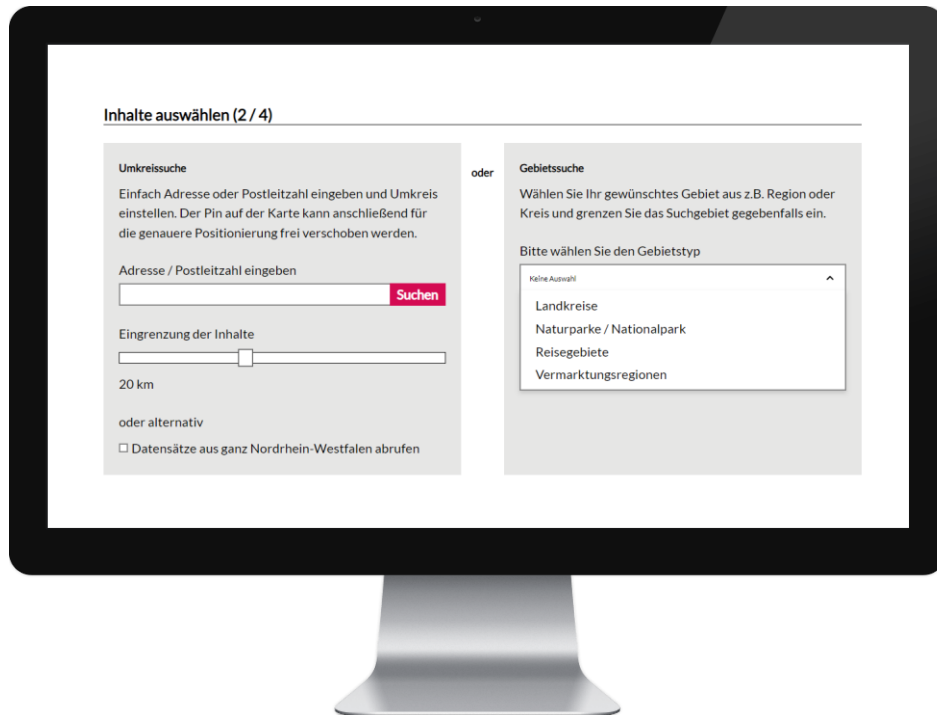 Inhalte auswählen (2 / 4)
Umkreissuche
Einfach Adresse oder Postleitzahl eingeben und Umkreis
einstellen. Der Pin auf der Karte kann anschließend für
die genauere Positionierung frei verschoben werden.
Adresse / Postleitzahl eingeben
Suchen
Eingrenzung der Inhalte
20 km
oder alternativ
Datensätze aus ganz Nordrhein-Westfalen abrufen
oder
Gebietssuche
Wählen Sie Ihr gewünschtes Gebiet aus z.B. Region oder
Kreis und grenzen Sie das Suchgebiet gegebenfalls ein.
Bitte wählen Sie den Gebietstyp
Keine Auswahl
Landkreise
Naturparke / Nationalpark
Reisegebiete
Vermarktungsregionen